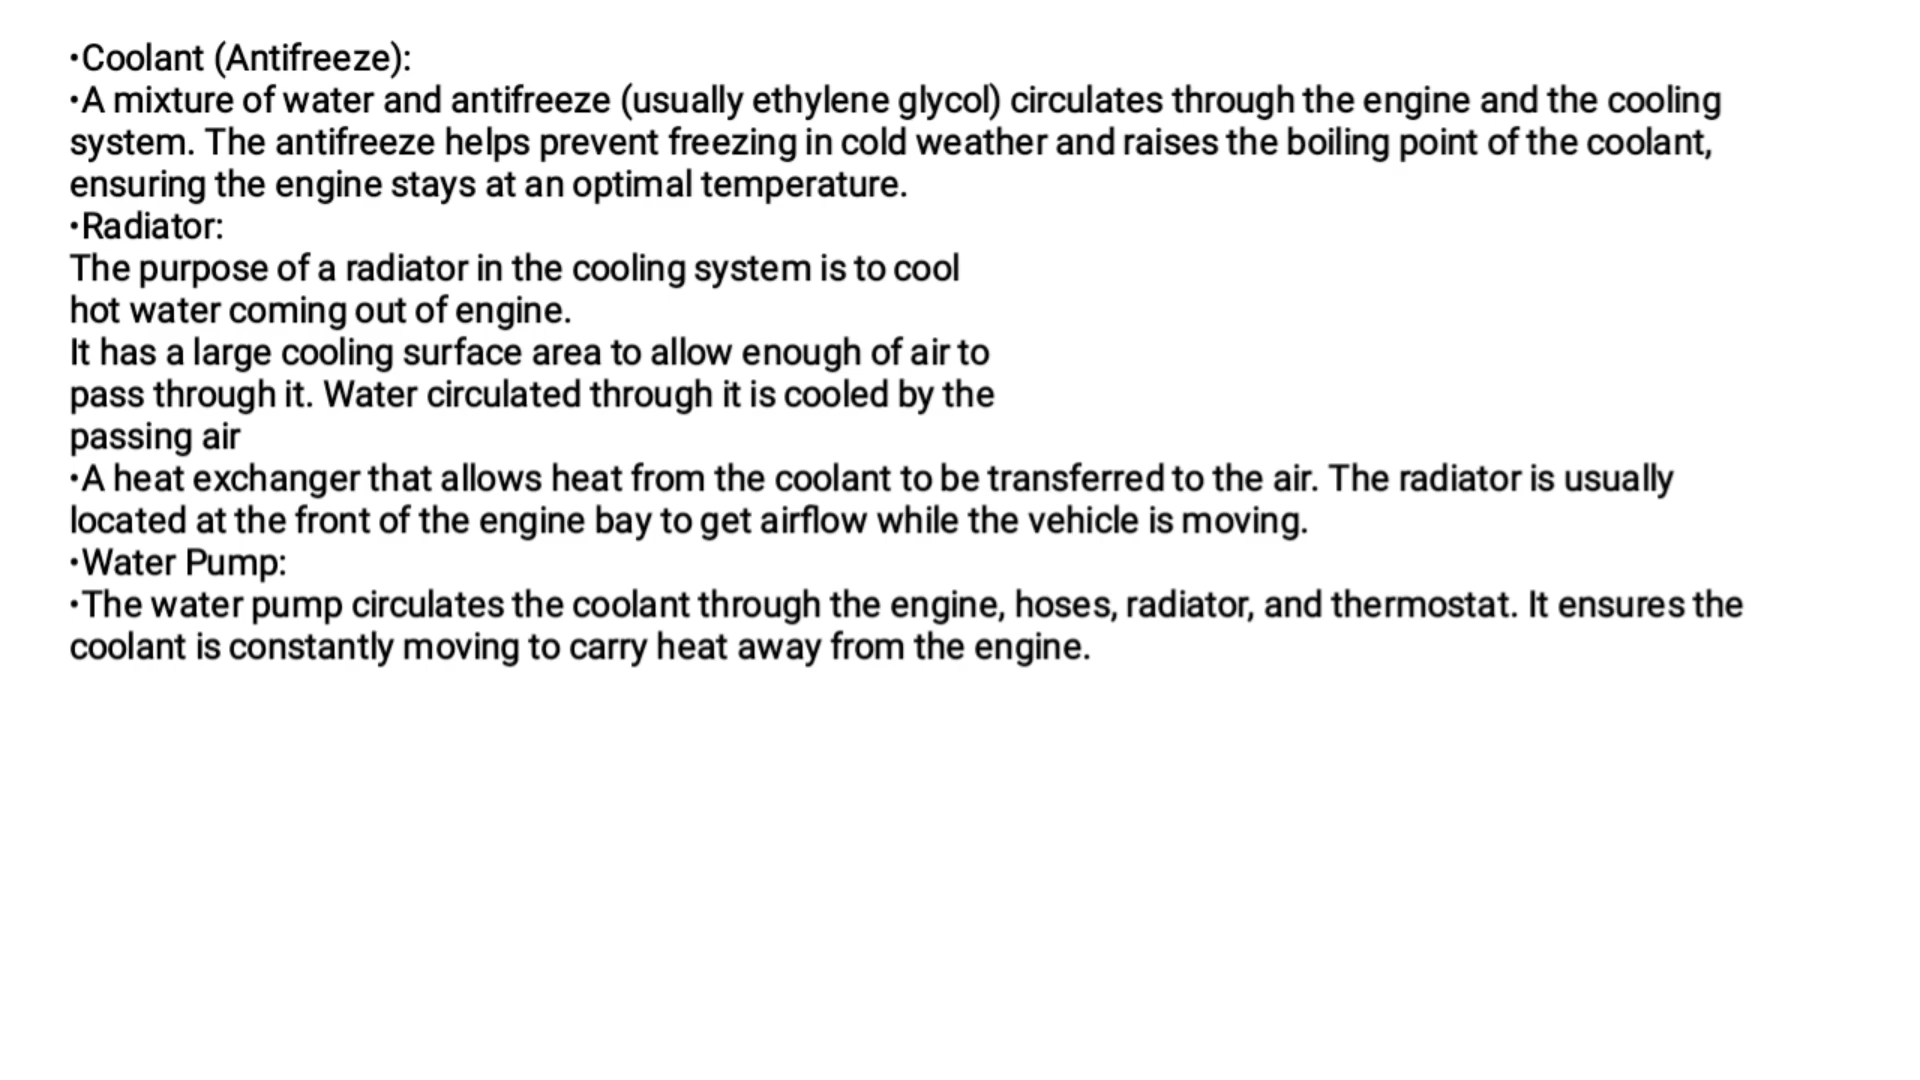 •Coolant (Antifreeze):
•A mixture of water and antifreeze (usually ethylene glycol) circulates through the engine and the cooling
system. The antifreeze helps prevent freezing in cold weather and raises the boiling point of the coolant,
ensuring the engine stays at an optimal temperature.
•Radiator:
The purpose of a radiator in the cooling system is to cool
hot water coming out of engine.
It has a large cooling surface area to allow enough of air to
pass through it. Water circulated through it is cooled by the
passing air
•A heat exchanger that allows heat from the coolant to be transferred to the air. The radiator is usually
located at the front of the engine bay to get airflow while the vehicle is moving.
•Water Pump:
•The water pump circulates the coolant through the engine, hoses, radiator, and thermostat. It ensures the
coolant is constantly moving to carry heat away from the engine.